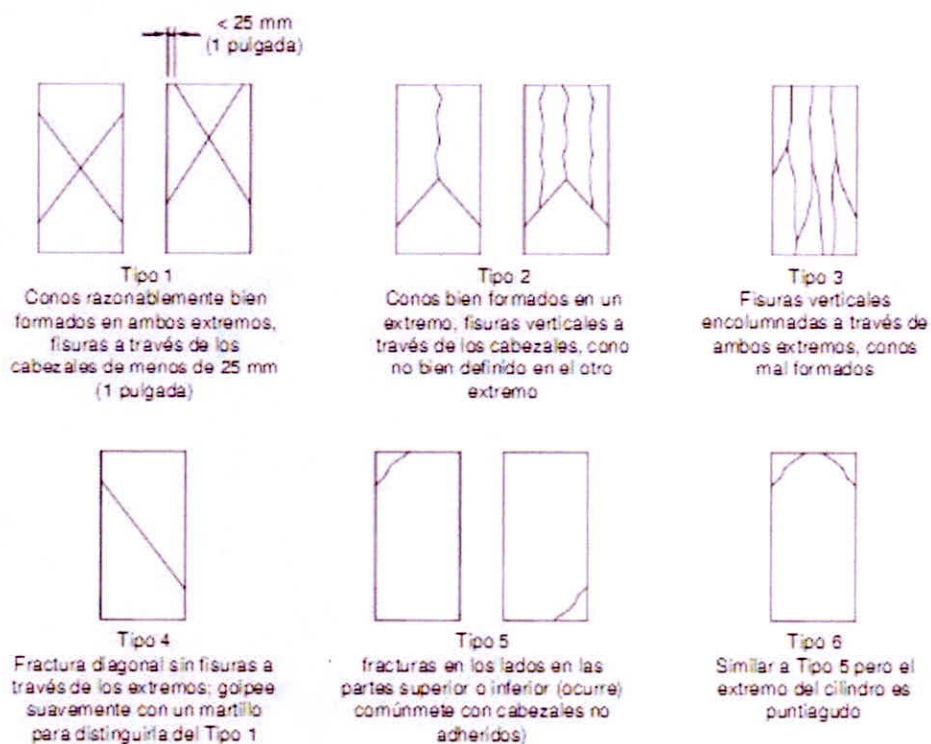 < 25 mm
(1 pulgada)
Tipo 1
Conos razonablemente bien
formados en ambos extremos,
fisuras a través de los
cabezales de menos de 25 mm
(1 pulgada)
Tipo 2
Conos bien formados en un
extremo, fisuras verticales a
través de los cabezales, cono
no bien definido en el otro
extremo
Tipo 3
Fisuras verticales
encolumnadas a través de
ambos extremos, conos
mal formados
Tipo 4
Fractura diagonal sin fisuras a
través de los extremos; golpee
suavemente con un martillo
para distinguirla del Tipo 1
Tipo 5
fracturas en los lados en las
partes superior o inferior (ocurre)
comúnmete con cabezales no
adheridos)
Tipo 6
Similar a Tipo 5 pero el
extremo del cilindro es
puntiagudo